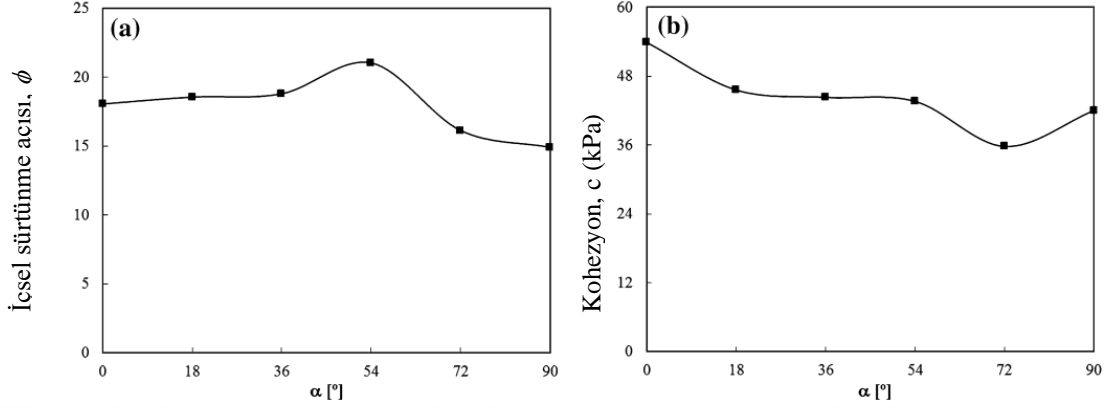 (a)
İçsel sürtünme açısı, ϕ
25
20
15
10
5
0
0 18 36 54 72 90
α [º]
(b)
Kohezyon, c (kPa)
60
48
36
24
12
0
0 18 36 54 72 90
α [º]